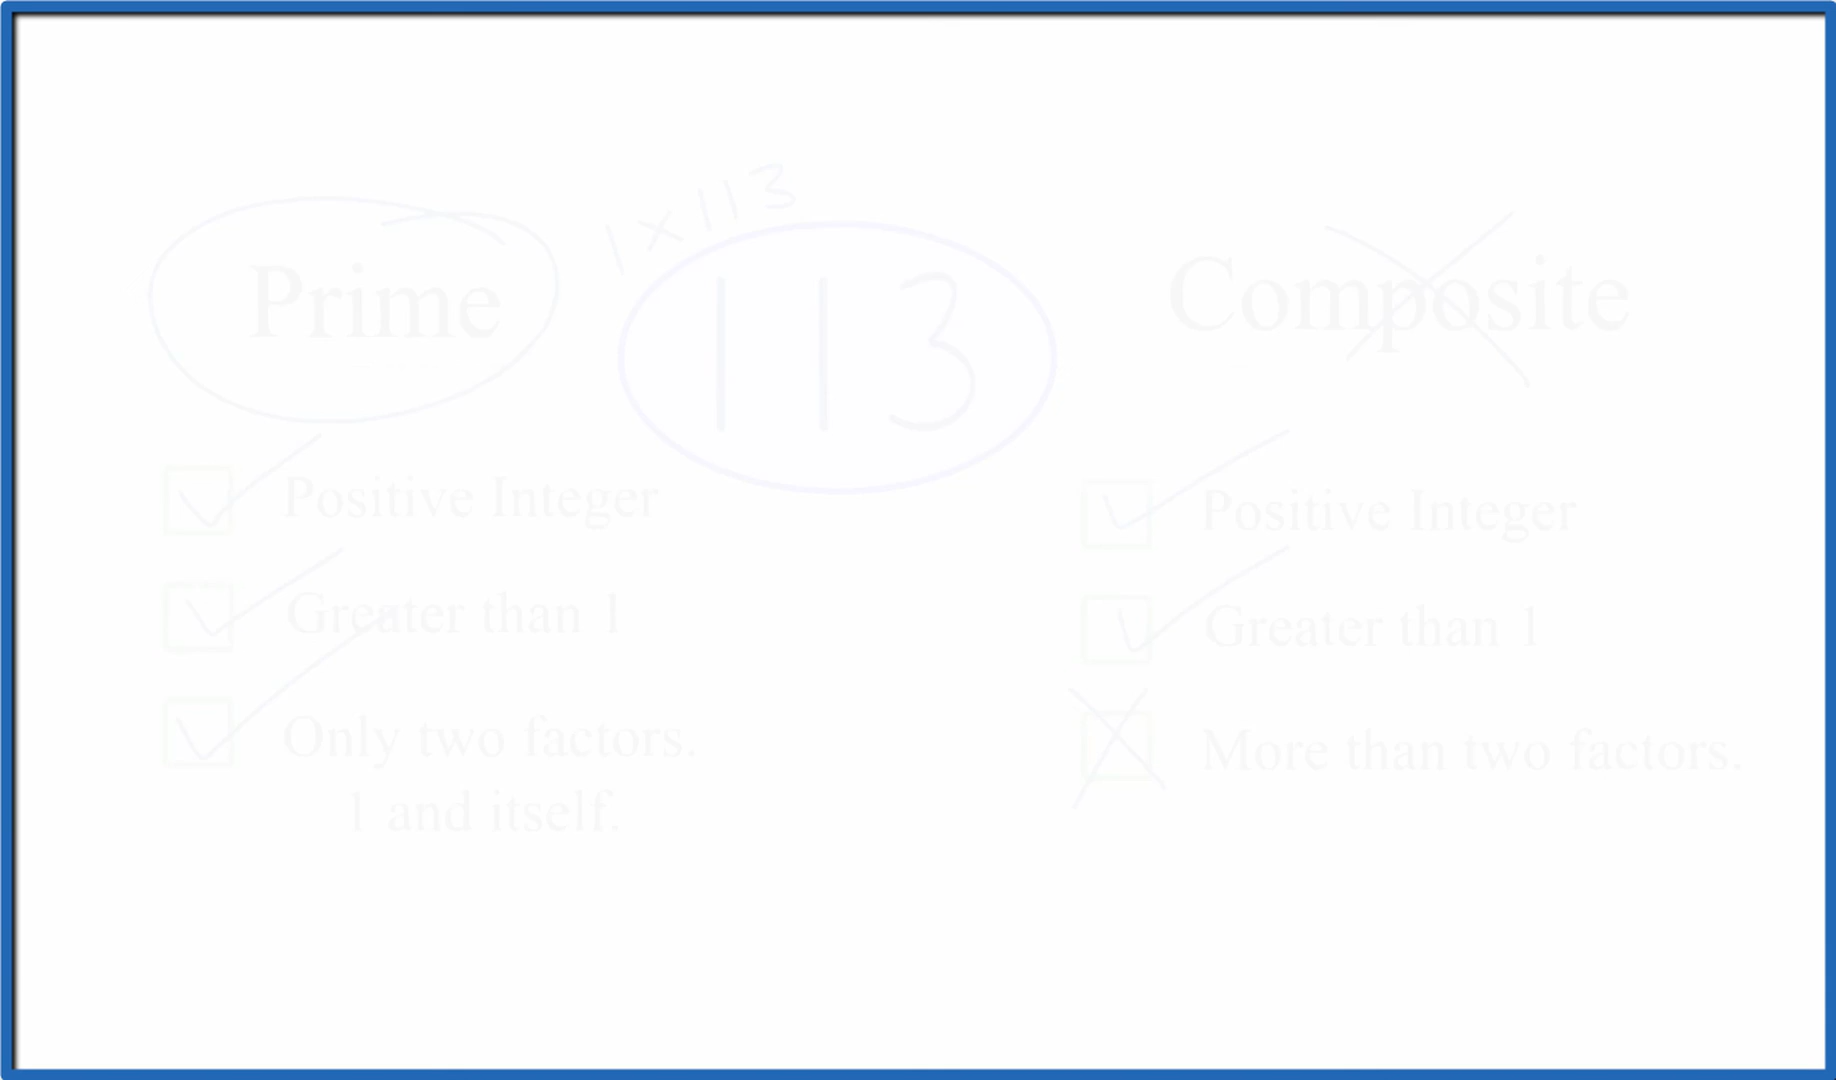 1 × 113
Prime
113
Composite
Positive Integer
Greater than 1
Only two factors.
1 and itself.
Positive Integer
Greater than 1
More than two factors.